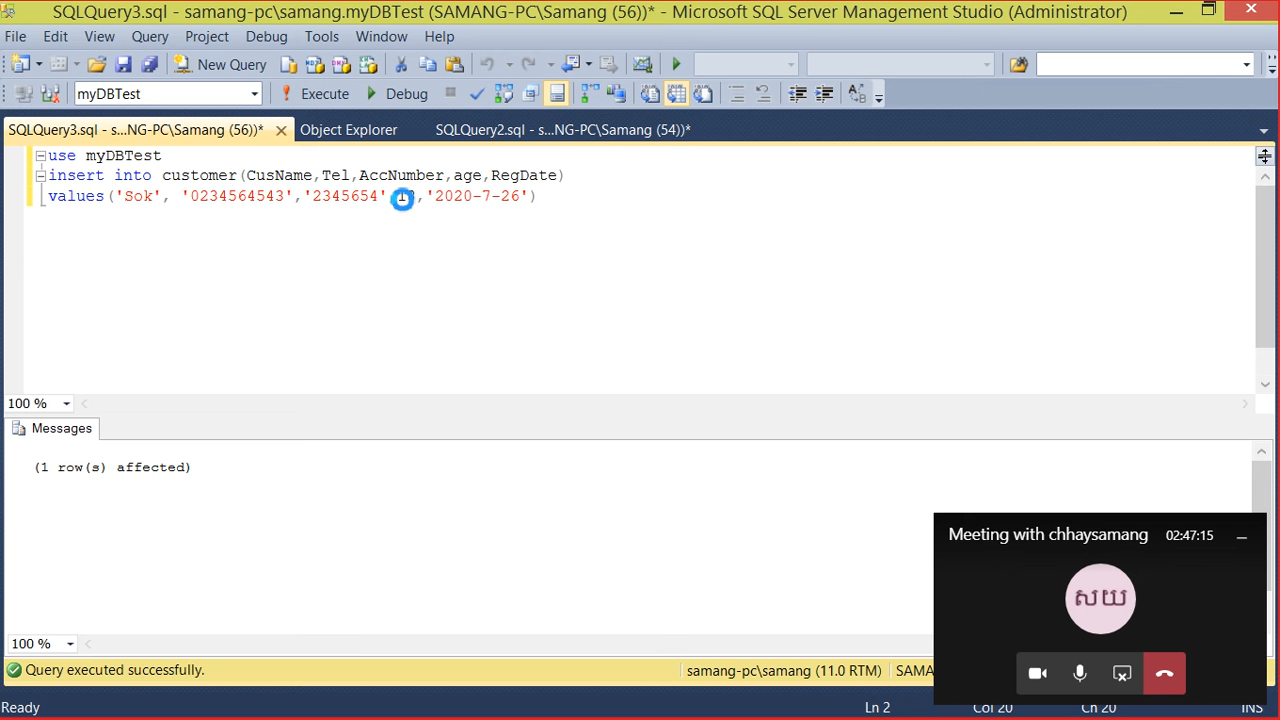 SQLQuery3.sql - samang-pc\samang.myDBTest (SAMANG-PC\Samang (56))* - Microsoft SQL Server Management Studio (Administrator)
File Edit View Query Project Debug Tools Window Help
New Query
myDBTest Execute Debug
SQLQuery3.sql - s...NG-PC\Samang (56))* Object Explorer SQLQuery2.sql - s...NG-PC\Samang (54))*
use myDBTest
insert into customer(CusName,Tel,AccNumber,age,RegDate)
values('Sok', '0234564543','2345654', ,'2020-7-26')
100 %
Messages
(1 row(s) affected)
Meeting with chhaysamang 02:47:15
សយ
100 %
Query executed successfully. samang-pc\samang (11.0 RTM) SAMA
Ready Ln 2 Col 20 Ch 20 INS